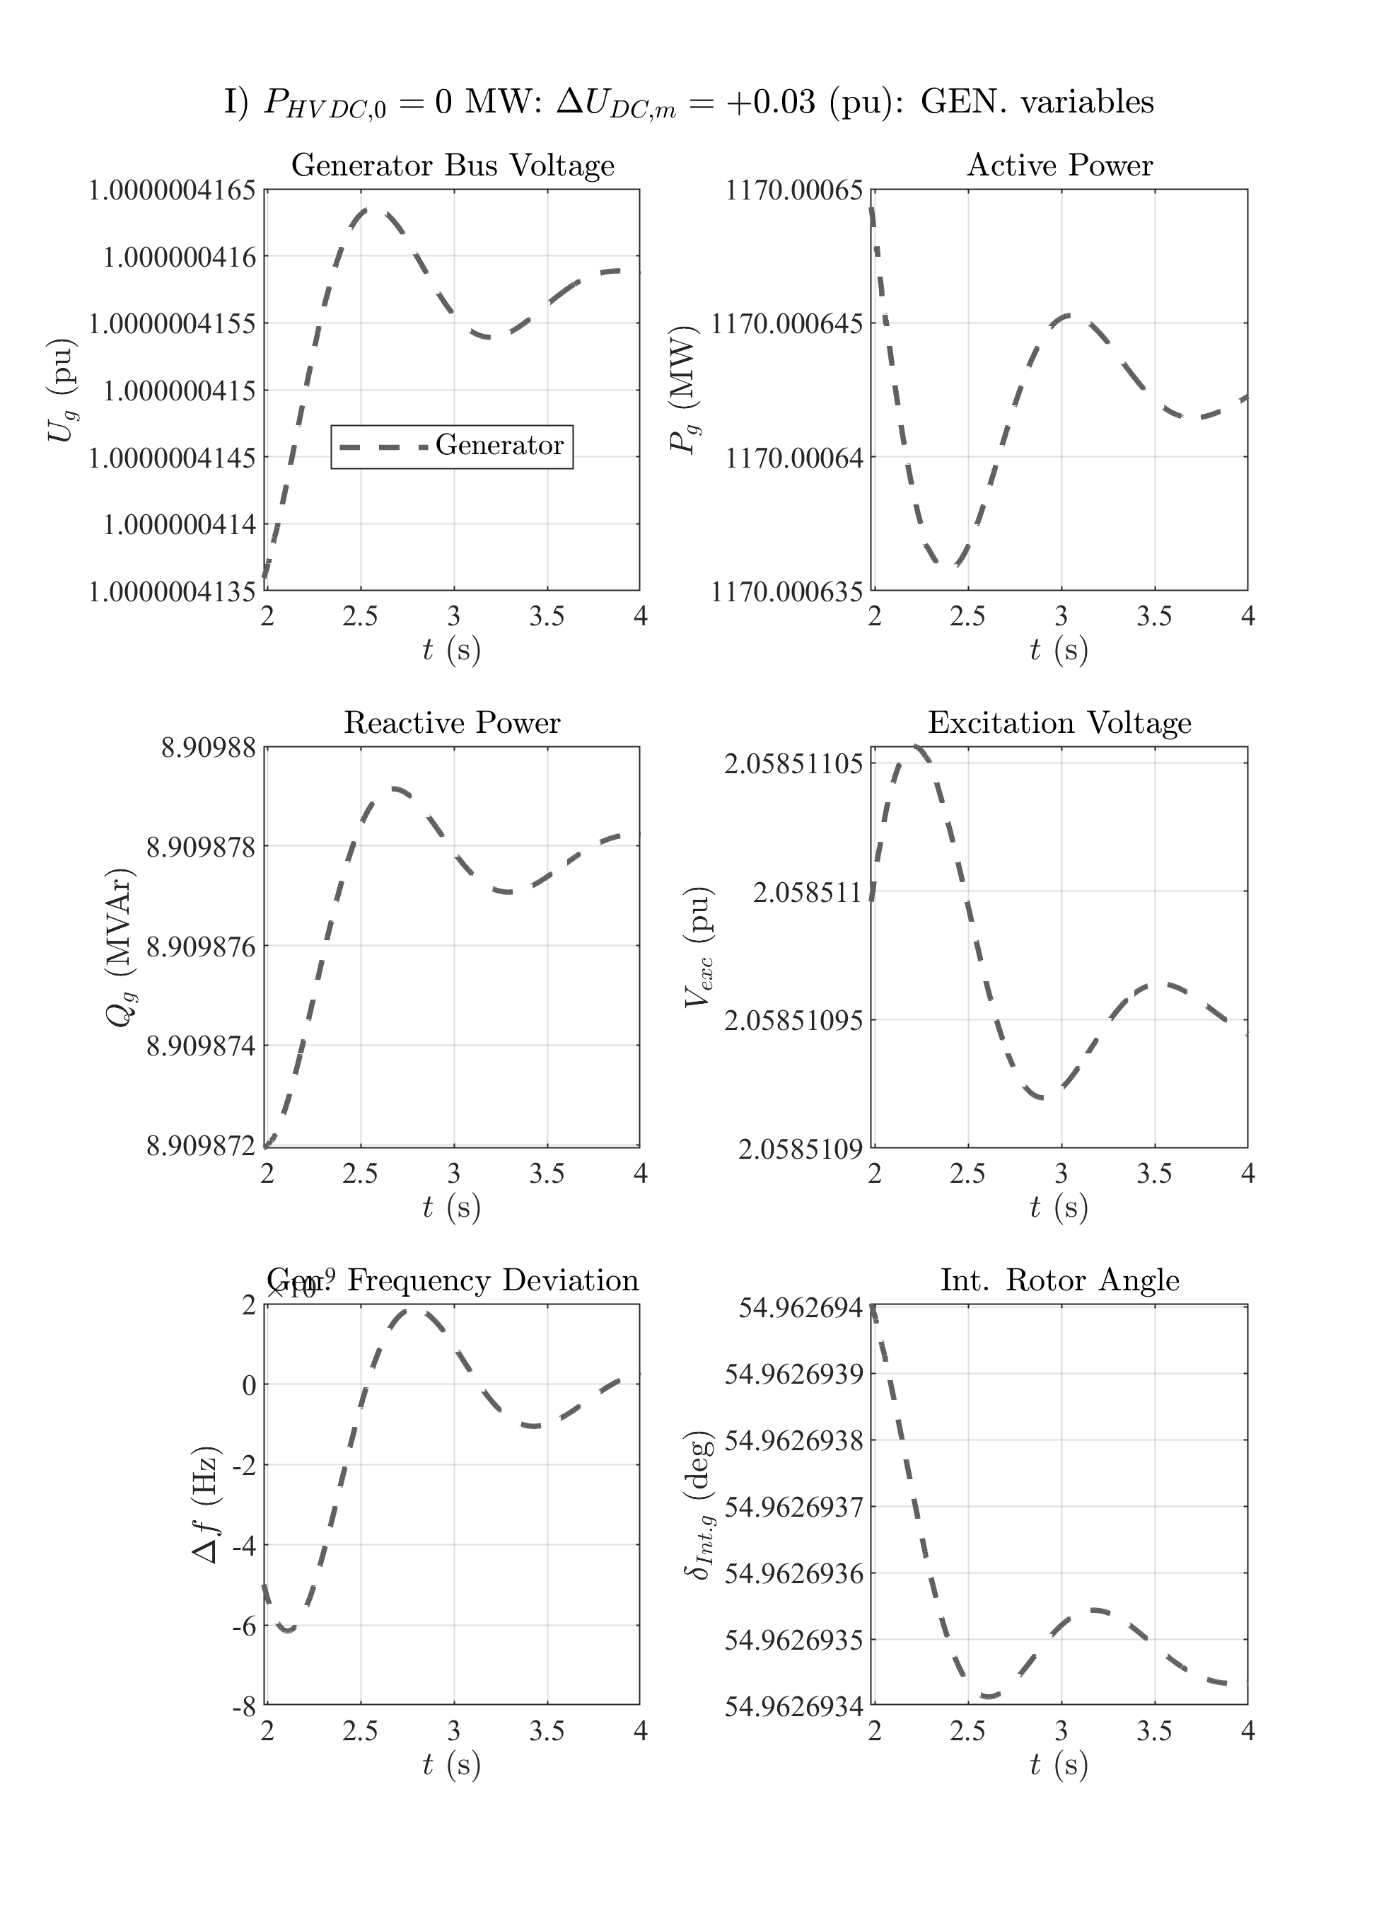 I) P_{HVDC,0} = 0 MW: ΔU_{DC,m} = +0.03 (pu): GEN. variables
Generator Bus Voltage
1.0000004165
1.000000416
1.0000004155
1.000000415
1.0000004145
1.000000414
1.0000004135
U_g (pu)
Generator
2 2.5 3 3.5 4
t (s)
Active Power
1170.00065
1170.000645
1170.00064
1170.000635
P_g (MW)
2 2.5 3 3.5 4
t (s)
Reactive Power
8.90988
8.909878
8.909876
8.909874
8.909872
Q_g (MVAr)
2 2.5 3 3.5 4
t (s)
Excitation Voltage
2.05851105
2.058511
2.05851095
2.0585109
V_{exc} (pu)
2 2.5 3 3.5 4
t (s)
Gen. Frequency Deviation
2
0
-2
-4
-6
-8
Δf (Hz)
2 2.5 3 3.5 4
t (s)
Int. Rotor Angle
54.962694
54.9626939
54.9626938
54.9626937
54.9626936
54.9626935
54.9626934
δ_{Int.g} (deg)
2 2.5 3 3.5 4
t (s)